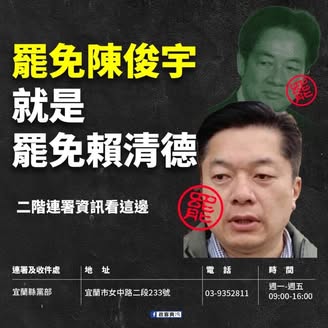 罷免陳俊宇
就是
罷免賴清德
罷
罷
二階連署資訊看這邊
連署及收件處 地 址 電 話 時 間
宜蘭縣黨部 宜蘭市女中路二段233號 03-9352811 週一-週五
09:00-16:00